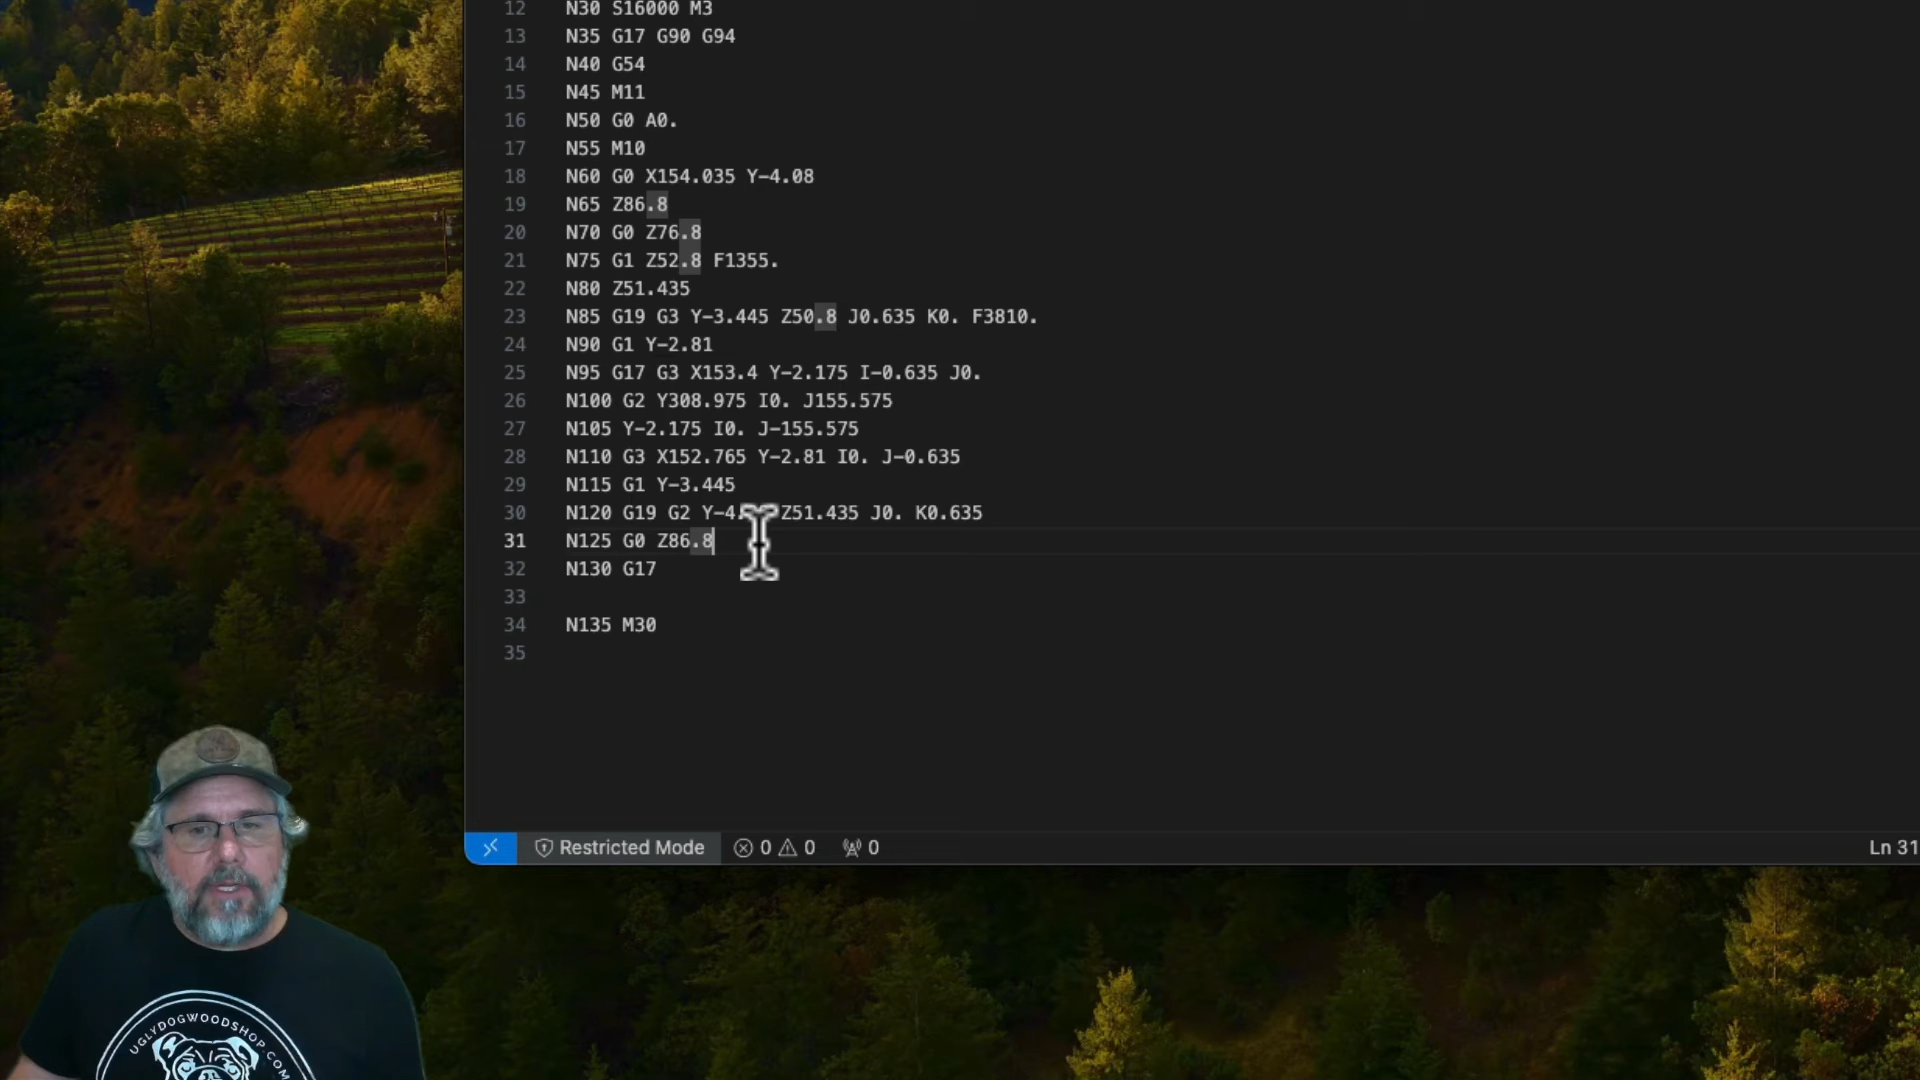 12 N30 S16000 M3
13 N35 G17 G90 G94
14 N40 G54
15 N45 M11
16 N50 G0 A0.
17 N55 M10
18 N60 G0 X154.035 Y-4.08
19 N65 Z86.8
20 N70 G0 Z76.8
21 N75 G1 Z52.8 F1355.
22 N80 Z51.435
23 N85 G19 G3 Y-3.445 Z50.8 J0.635 K0. F3810.
24 N90 G1 Y-2.81
25 N95 G17 G3 X153.4 Y-2.175 I-0.635 J0.
26 N100 G2 Y308.975 I0. J155.575
27 N105 Y-2.175 I0. J-155.575
28 N110 G3 X152.765 Y-2.81 I0. J-0.635
29 N115 G1 Y-3.445
30 N120 G19 G2 Z51.435 J0. K0.635
31 N125 G0 Z86.8
32 N130 G17
33
34 N135 M30
35
Restricted Mode 0 0 0
Ln 31
UGLYDOGWOODSHOP.COM